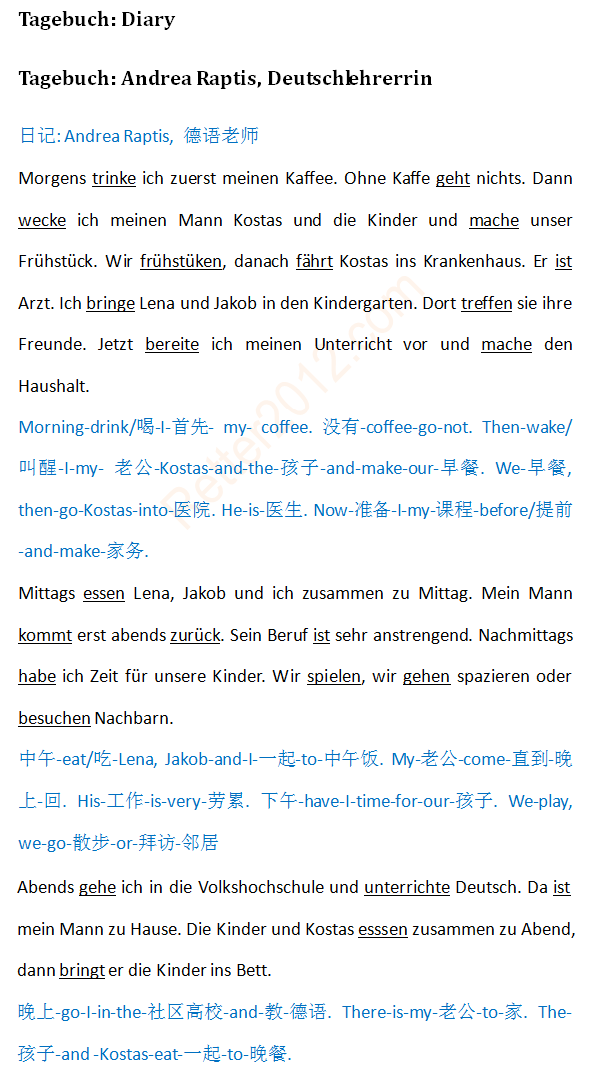 Tagebuch: Diary
Tagebuch: Andrea Raptis, Deutschlehrerrin
日记: Andrea Raptis, 德语老师
Morgens trinke ich zuerst meinen Kaffee. Ohne Kaffe geht nichts. Dann
wecke ich meinen Mann Kostas und die Kinder und mache unser
Frühstück. Wir frühstüken, danach fährt Kostas ins Krankenhaus. Er ist
Arzt. Ich bringe Lena und Jakob in den Kindergarten. Dort treffen sie ihre
Freunde. Jetzt bereite ich meinen Unterricht vor und mache den
Haushalt.
Morning-drink/喝-I-首先- my- coffee. 没有-coffee-go-not. Then-wake/
叫醒-I-my- 老公-Kostas-and-the-孩子-and-make-our-早餐. We-早餐,
then-go-Kostas-into-医院. He-is-医生. Now-准备-I-my-课程-before/提前
-and-make-家务.
Mittags essen Lena, Jakob und ich zusammen zu Mittag. Mein Mann
kommt erst abends zurück. Sein Beruf ist sehr anstrengend. Nachmittags
habe ich Zeit für unsere Kinder. Wir spielen, wir gehen spazieren oder
besuchen Nachbarn.
中午-eat/吃-Lena, Jakob-and-I-一起-to-中午饭. My-老公-come-直到-晚
上-回. His-工作-is-very-劳累. 下午-have-I-time-for-our-孩子. We-play,
we-go-散步-or-拜访-邻居
Abends gehe ich in die Volkshochschule und unterrichte Deutsch. Da ist
mein Mann zu Hause. Die Kinder und Kostas esssen zusammen zu Abend,
dann bringt er die Kinder ins Bett.
晚上-go-I-in-the-社区高校-and-教-德语. There-is-my-老公-to-家. The-
孩子-and -Kostas-eat-一起-to-晚餐.
Petter2012.com